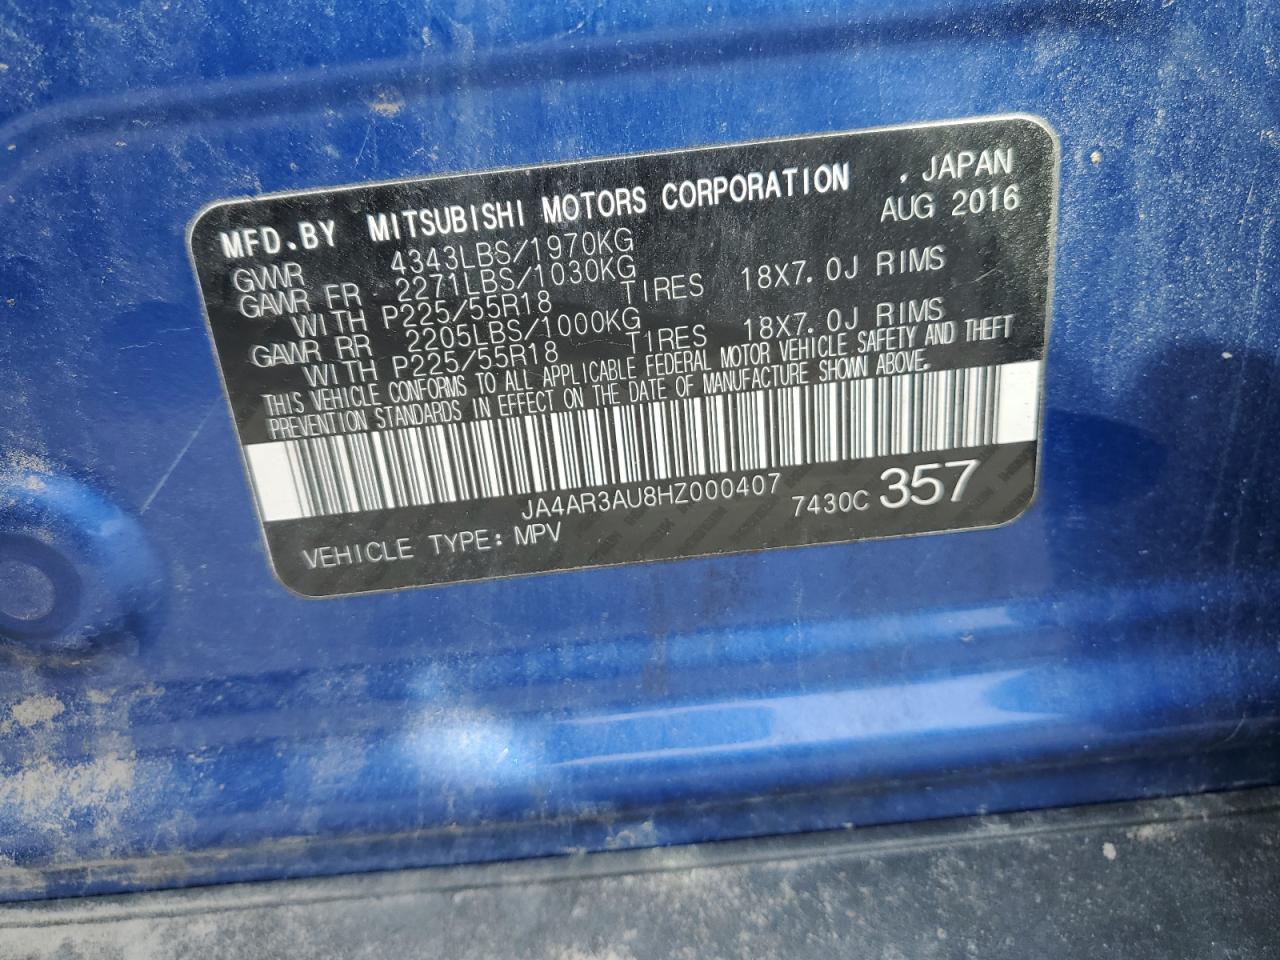 MFD.BY MITSUBISHI MOTORS CORPORATION , JAPAN
AUG 2016
GVWR 4343LBS/1970KG
GAWR FR 2271LBS/1030KG
WITH P225/55R18 TIRES 18X7.0J RIMS
GAWR RR 2205LBS/1000KG
WITH P225/55R18 TIRES 18X7.0J RIMS
THIS VEHICLE CONFORMS TO ALL APPLICABLE FEDERAL MOTOR VEHICLE SAFETY AND THEFT
PREVENTION STANDARDS IN EFFECT ON THE DATE OF MANUFACTURE SHOWN ABOVE.
JA4AR3AU8HZ000407
7430C 357
VEHICLE TYPE: MPV